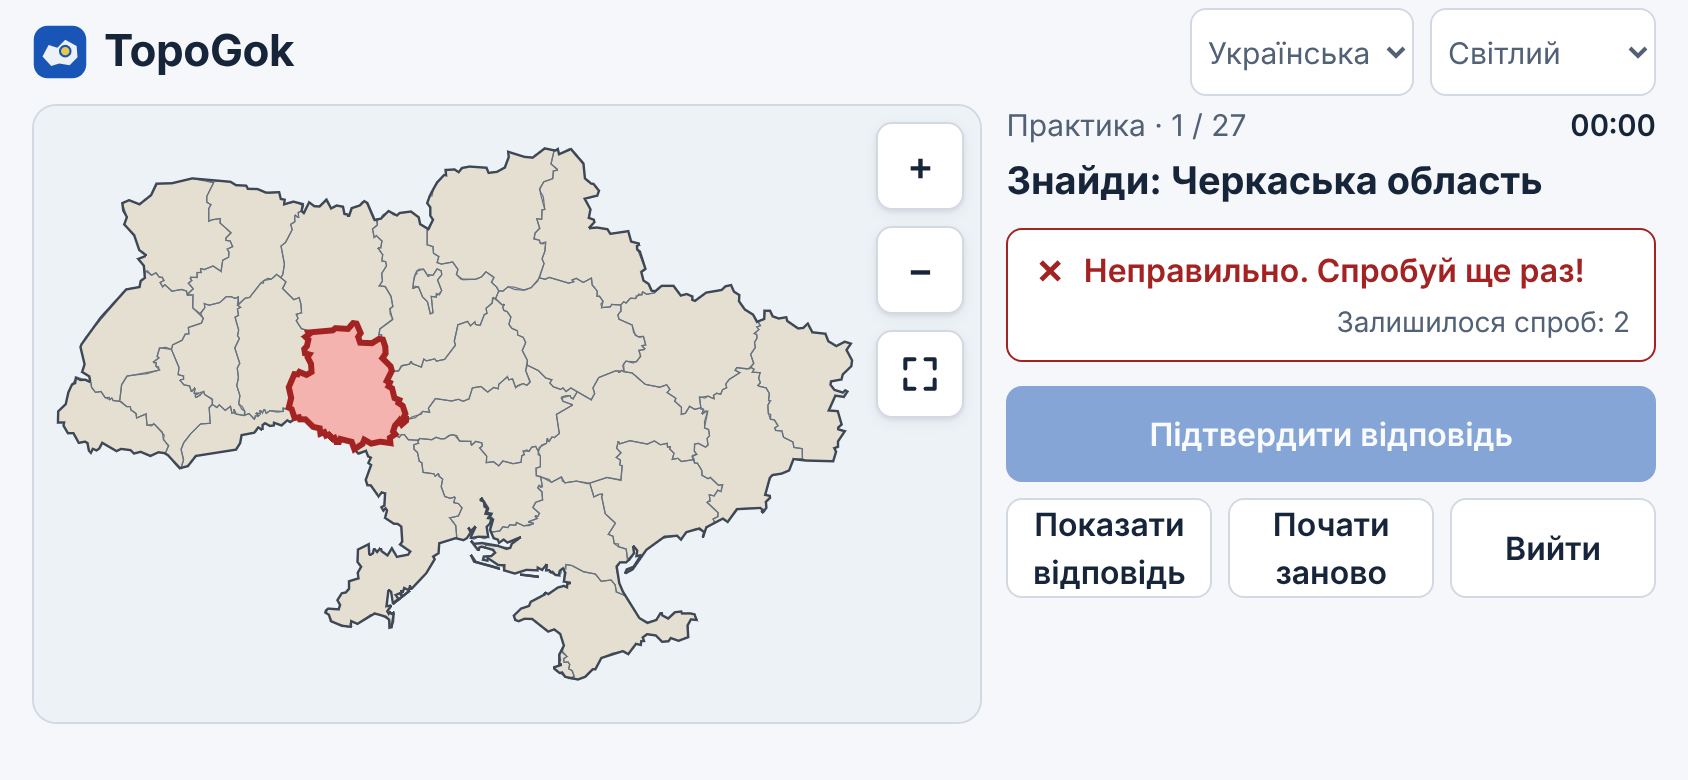 TopoGok
Українська
Світлий
Практика · 1 / 27
00:00
Знайди: Черкаська область
× Неправильно. Спробуй ще раз!
Залишилося спроб: 2
Підтвердити відповідь
Показати
відповідь
Почати
заново
Вийти
+
−